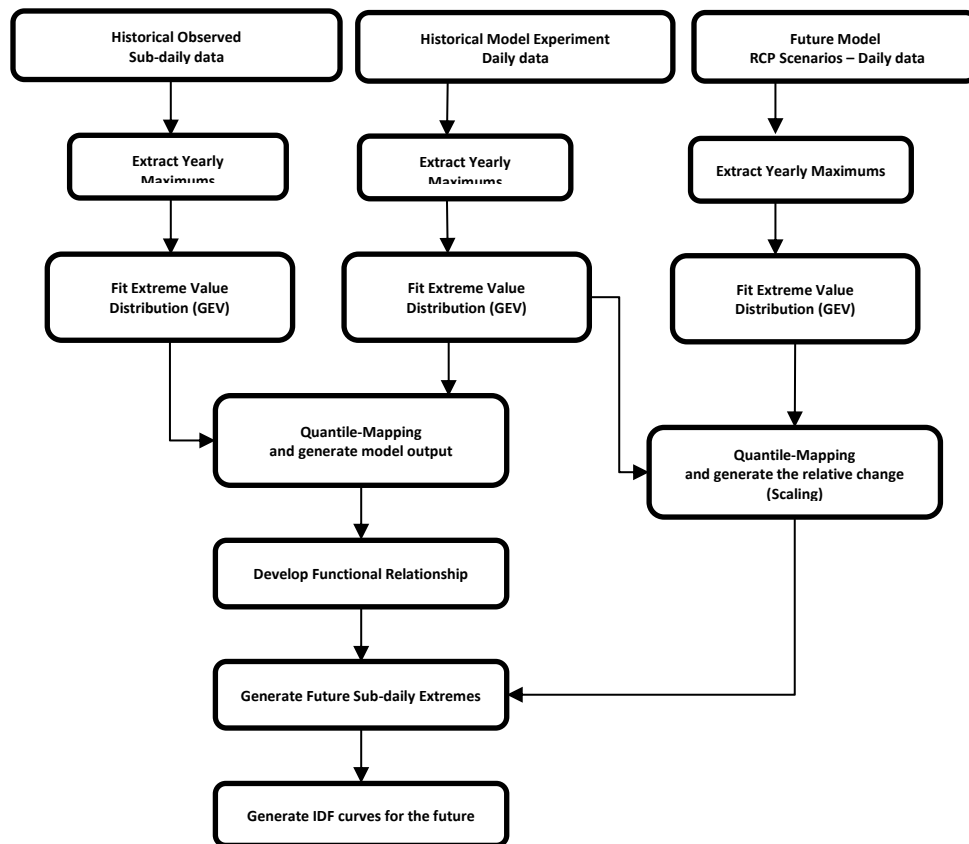 Historical Observed
Sub-daily data
Historical Model Experiment
Daily data
Future Model
RCP Scenarios – Daily data
Extract Yearly
Maximums
Extract Yearly
Maximums
Extract Yearly Maximums
Fit Extreme Value
Distribution (GEV)
Fit Extreme Value
Distribution (GEV)
Fit Extreme Value
Distribution (GEV)
Quantile-Mapping
and generate model output
Quantile-Mapping
and generate the relative change
(Scaling)
Develop Functional Relationship
Generate Future Sub-daily Extremes
Generate IDF curves for the future